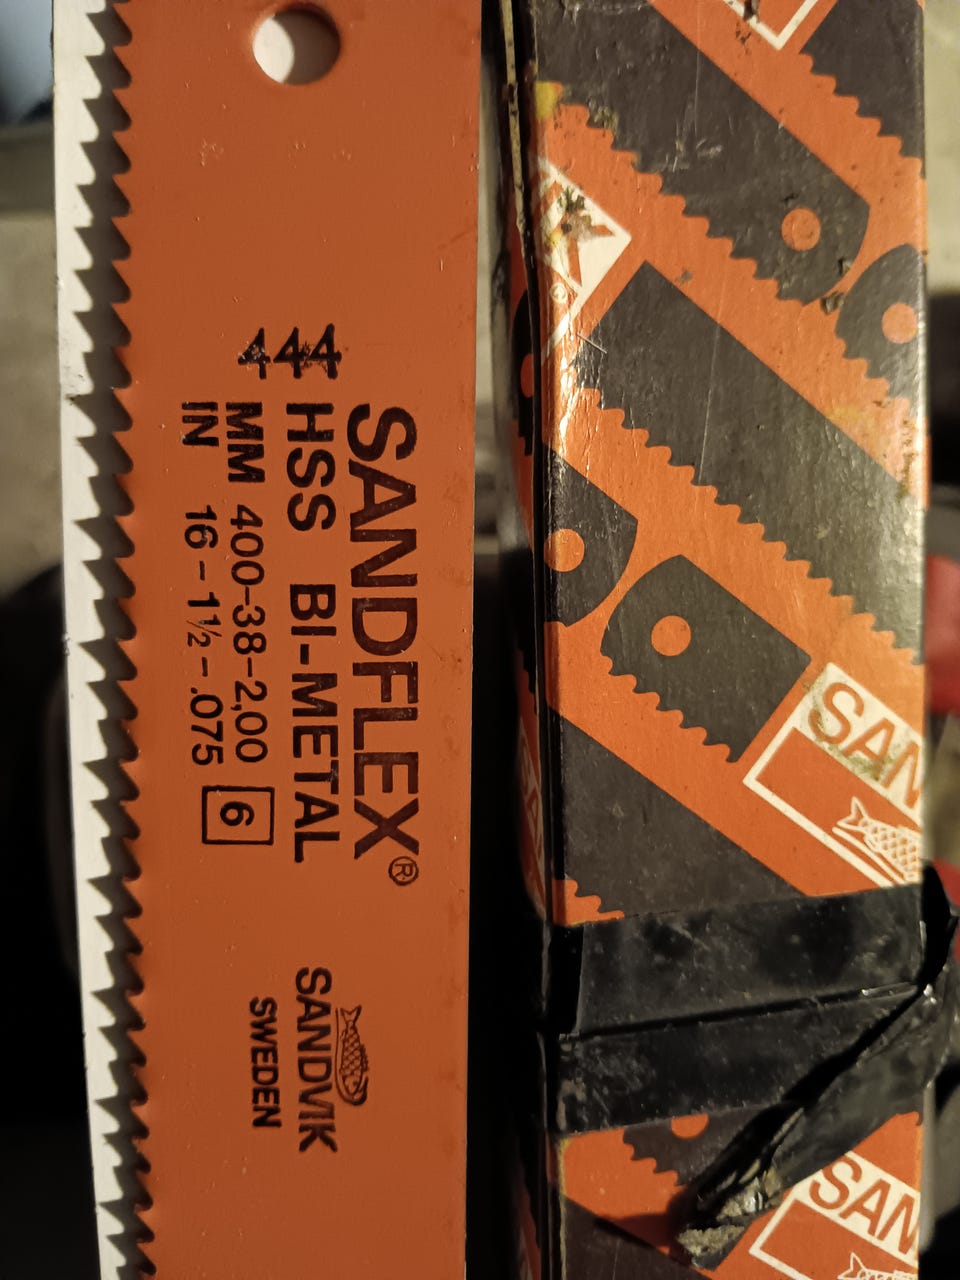 444
SANDFLEX®
HSS BI-METAL
MM 400-38-2,00 6
IN 16-1½-.075
SANDVIK
SWEDEN
SAN
SAN